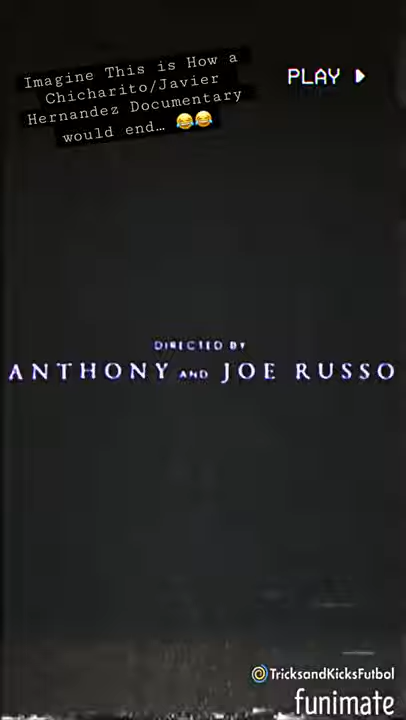 Imagine This is How a
Chicharito/Javier
Hernandez Documentary
would end… 😂😂
PLAY
DIRECTED BY
ANTHONY AND JOE RUSSO
TricksandKicksFutbol
funimate